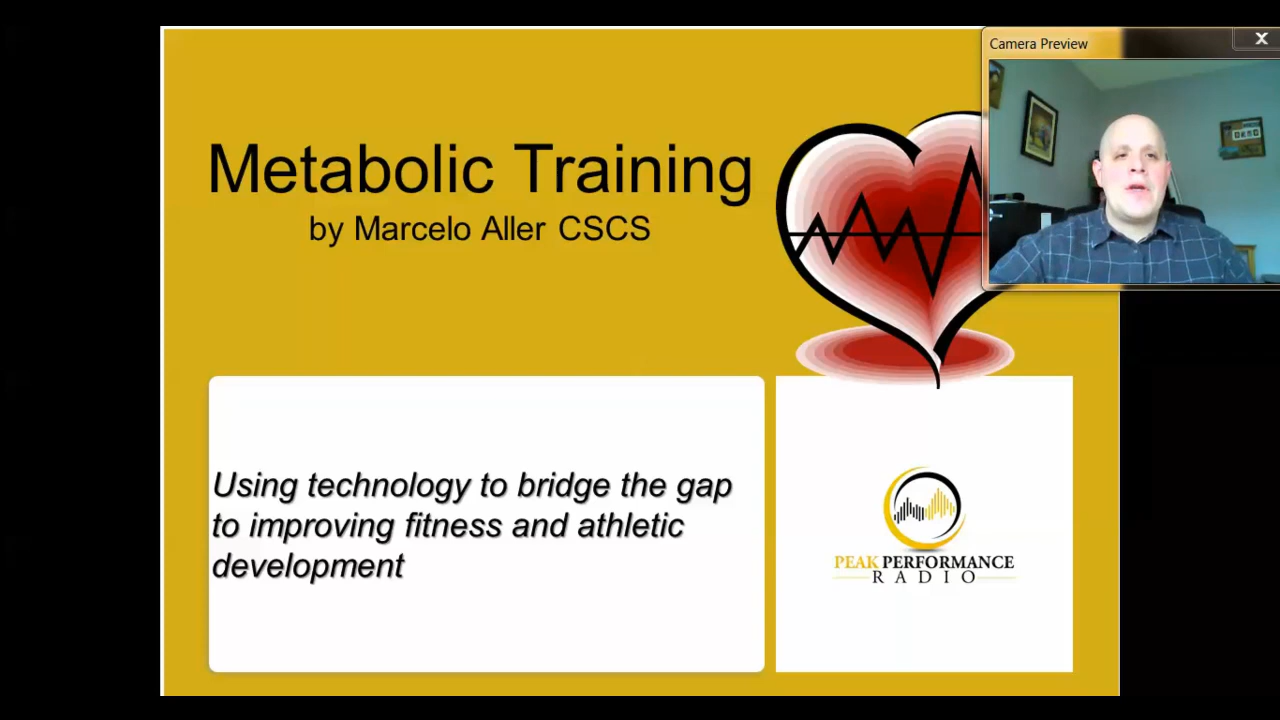 Camera Preview
X
Metabolic Training
by Marcelo Aller CSCS
Using technology to bridge the gap
to improving fitness and athletic
development
PEAK PERFORMANCE
RADIO